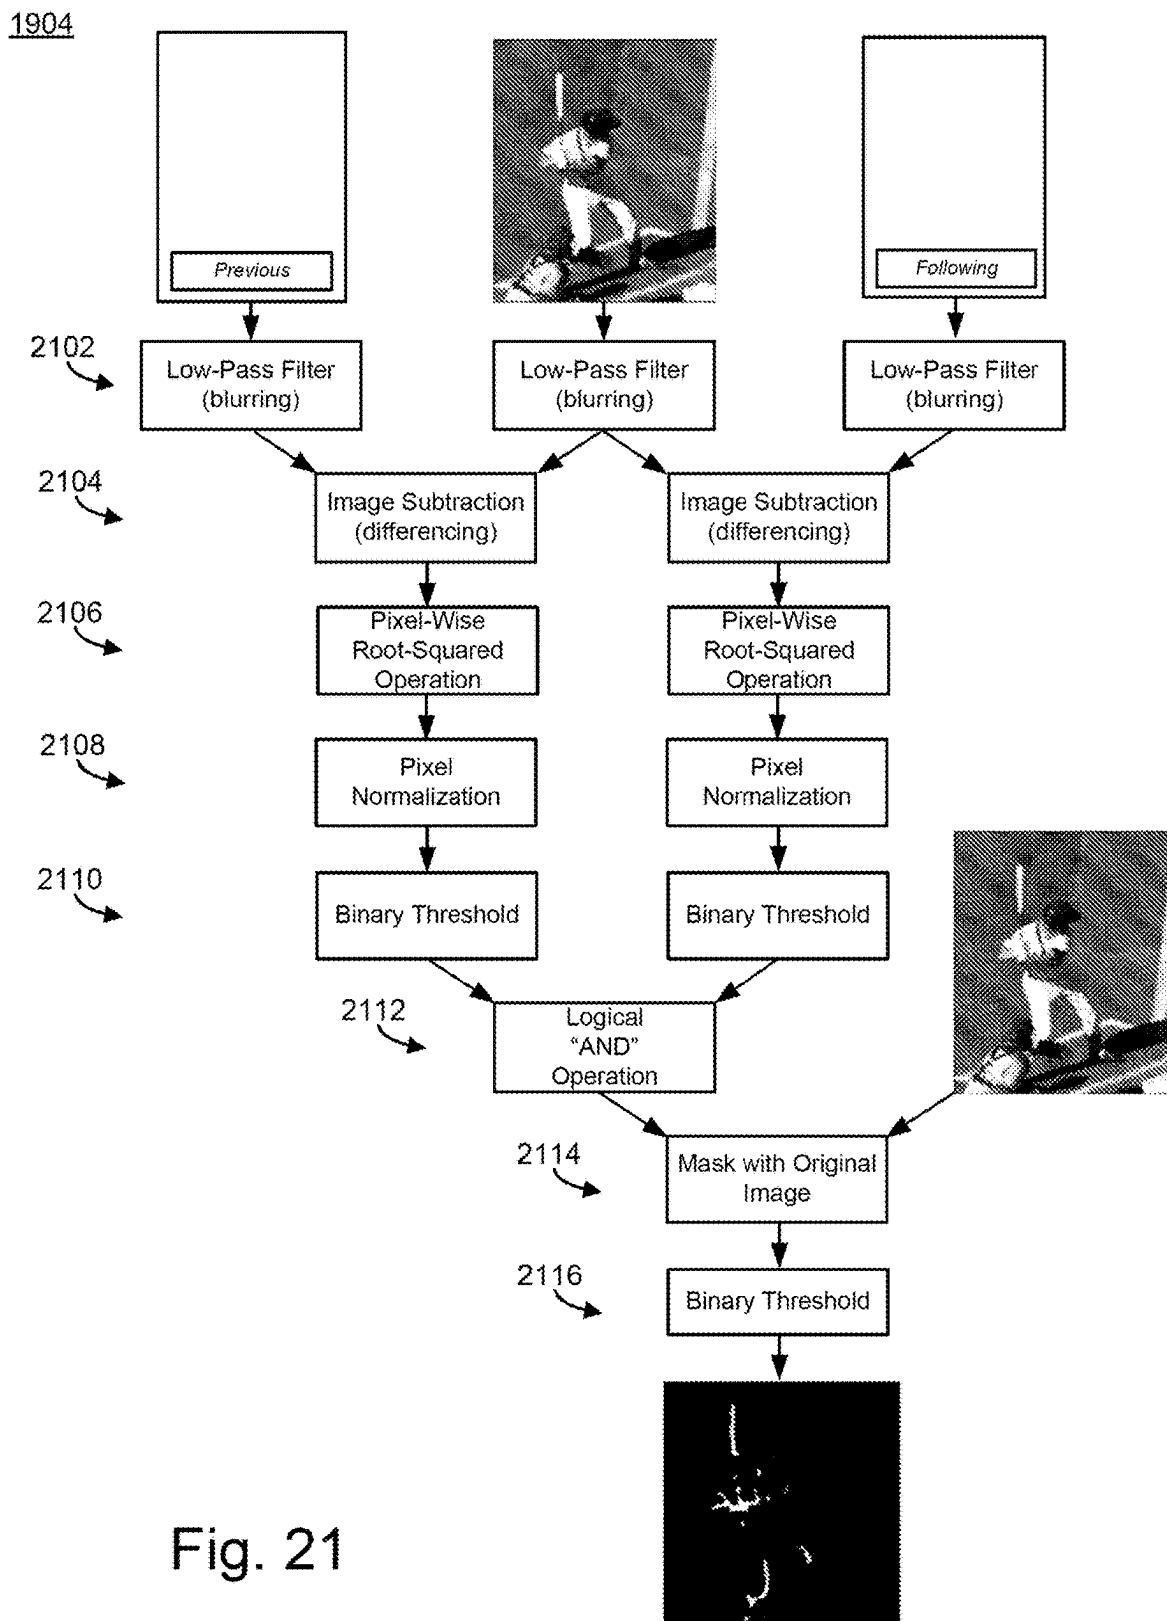 1904
Previous
Following
2102
Low-Pass Filter
(blurring)
Low-Pass Filter
(blurring)
Low-Pass Filter
(blurring)
2104
Image Subtraction
(differencing)
Image Subtraction
(differencing)
2106
Pixel-Wise
Root-Squared
Operation
Pixel-Wise
Root-Squared
Operation
2108
Pixel
Normalization
Pixel
Normalization
2110
Binary Threshold
Binary Threshold
2112
Logical
“AND”
Operation
2114
Mask with Original
Image
2116
Binary Threshold
Fig. 21